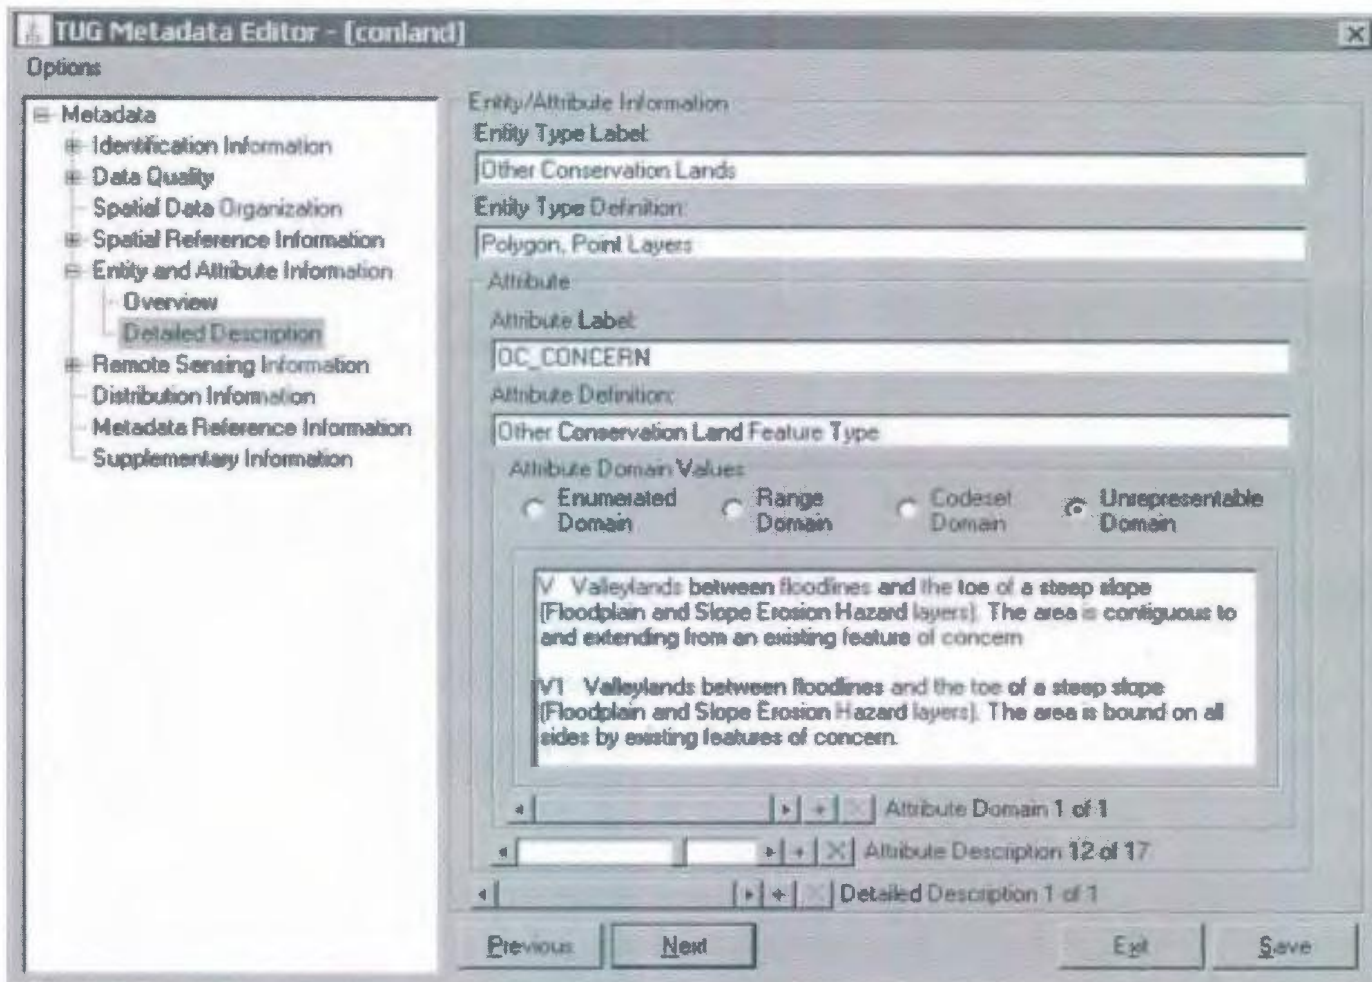 TUG Metadata Editor - [conland]
Options
Metadata
Identification Information
Data Quality
Spatial Data Organization
Spatial Reference Information
Entity and Attribute Information
Overview
Detailed Description
Remote Sensing Information
Distribution Information
Metadata Reference Information
Supplementary Information
Entity/Attribute Information
Entity Type Label:
Other Conservation Lands
Entity Type Definition:
Polygon, Point Layers
Attribute
Attribute Label:
OC_CONCERN
Attribute Definition:
Other Conservation Land Feature Type
Attribute Domain Values
Enumerated Domain
Range Domain
Codeset Domain
Unrepresentable Domain
V Valleylands between floodlines and the toe of a steep slope
(Floodplain and Slope Erosion Hazard layers). The area is contiguous to
and extending from an existing feature of concern
V1 Valleylands between floodlines and the toe of a steep slope
(Floodplain and Slope Erosion Hazard layers). The area is bound on all
sides by existing features of concern.
Attribute Domain 1 of 1
Attribute Description 12 of 17
Detailed Description 1 of 1
Previous
Next
Exit
Save